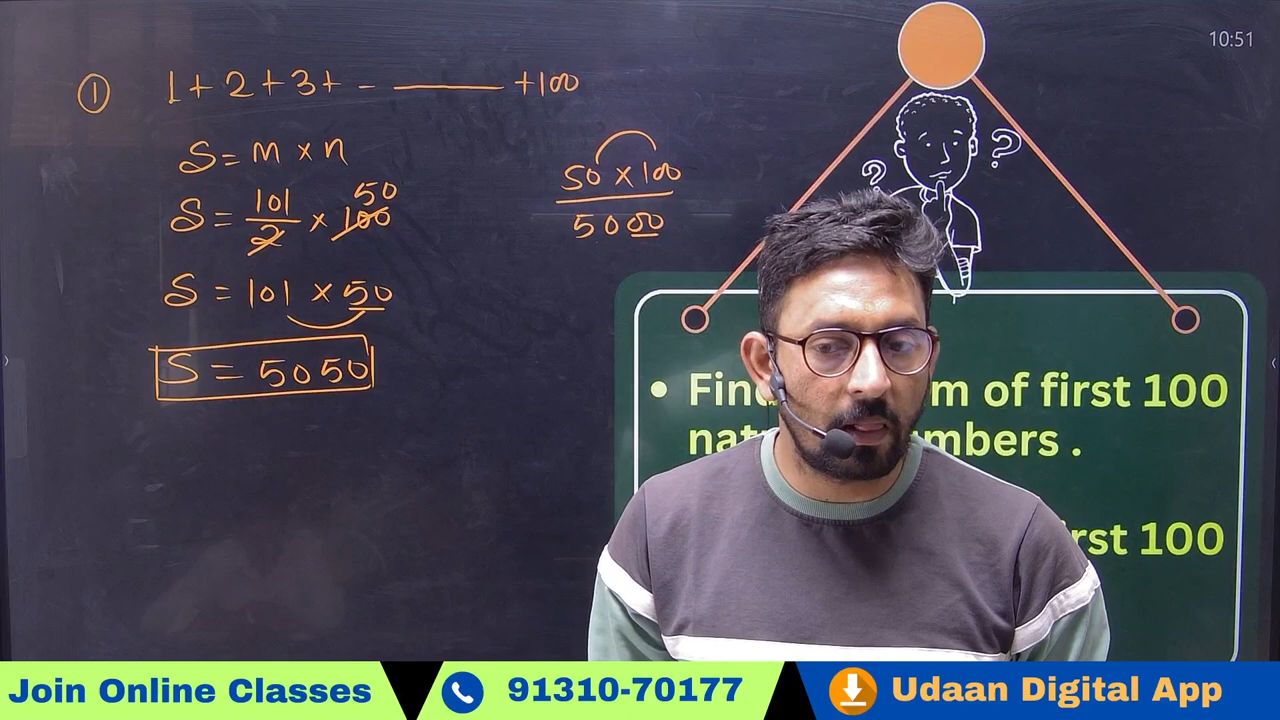 10:51
① 1 + 2 + 3 + - ——— + 100
S = m × n
S = 101/2 × 100 50
S = 101 × 50
S = 5050
50 × 100
5000
? ?
• Find m of first 100
nat mbers .
rst 100
Join Online Classes
91310-70177
Udaan Digital App